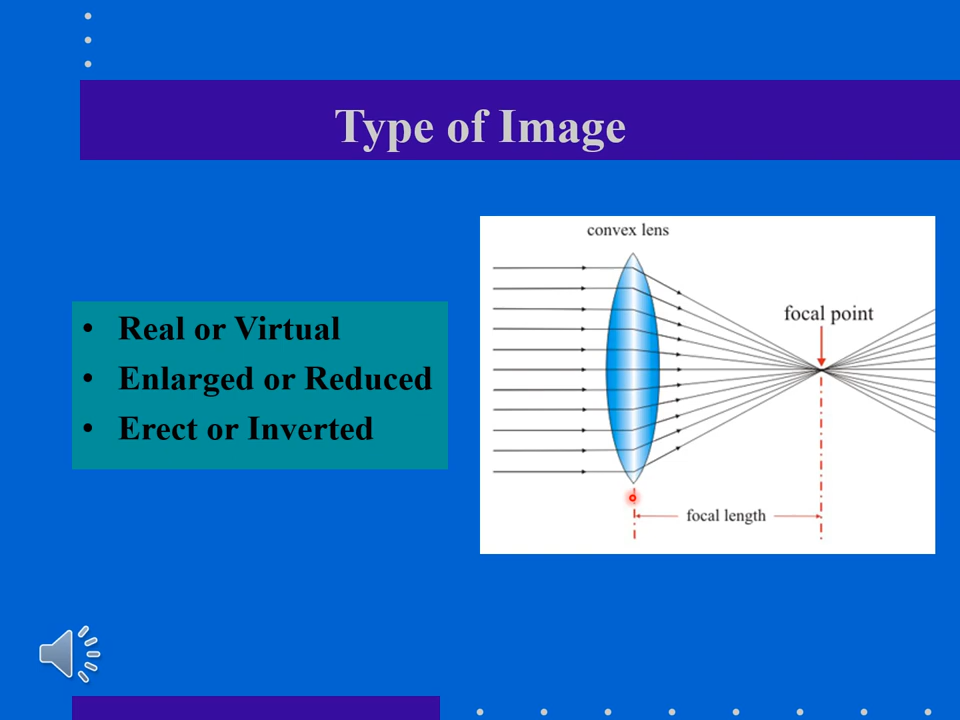 Type of Image
• Real or Virtual
• Enlarged or Reduced
• Erect or Inverted
convex lens
focal point
focal length